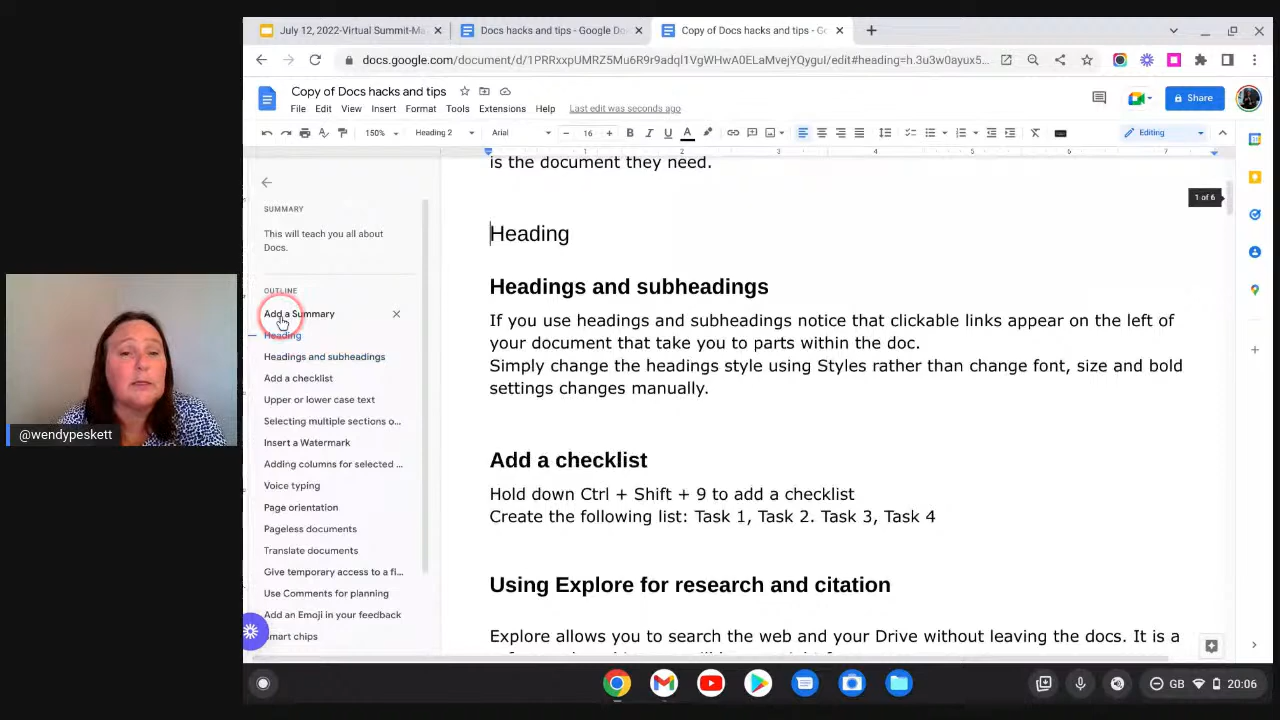 July 12, 2022-Virtual Summit-Ma
Docs hacks and tips - Google Do
Copy of Docs hacks and tips - Go
docs.google.com/document/d/1PRRxxpUMRZ5Mu6R9r9adql1VgWHwA0ELaMvejYQyguI/edit#heading=h.3u3w0ayux5...
Copy of Docs hacks and tips
File Edit View Insert Format Tools Extensions Help Last edit was seconds ago
Share
150% Heading 2 Arial 16 Editing
1 2 3 4 5 6 7
SUMMARY
This will teach you all about
Docs.
OUTLINE
Add a Summary
Heading
Headings and subheadings
Add a checklist
Upper or lower case text
Selecting multiple sections o...
Insert a Watermark
Adding columns for selected ...
Voice typing
Page orientation
Pageless documents
Translate documents
Give temporary access to a fi...
Use Comments for planning
Add an Emoji in your feedback
Smart chips
is the document they need.
1 of 6
Heading
Headings and subheadings
If you use headings and subheadings notice that clickable links appear on the left of
your document that take you to parts within the doc.
Simply change the headings style using Styles rather than change font, size and bold
settings changes manually.
Add a checklist
Hold down Ctrl + Shift + 9 to add a checklist
Create the following list: Task 1, Task 2. Task 3, Task 4
Using Explore for research and citation
Explore allows you to search the web and your Drive without leaving the docs. It is a
@wendypeskett
GB 20:06